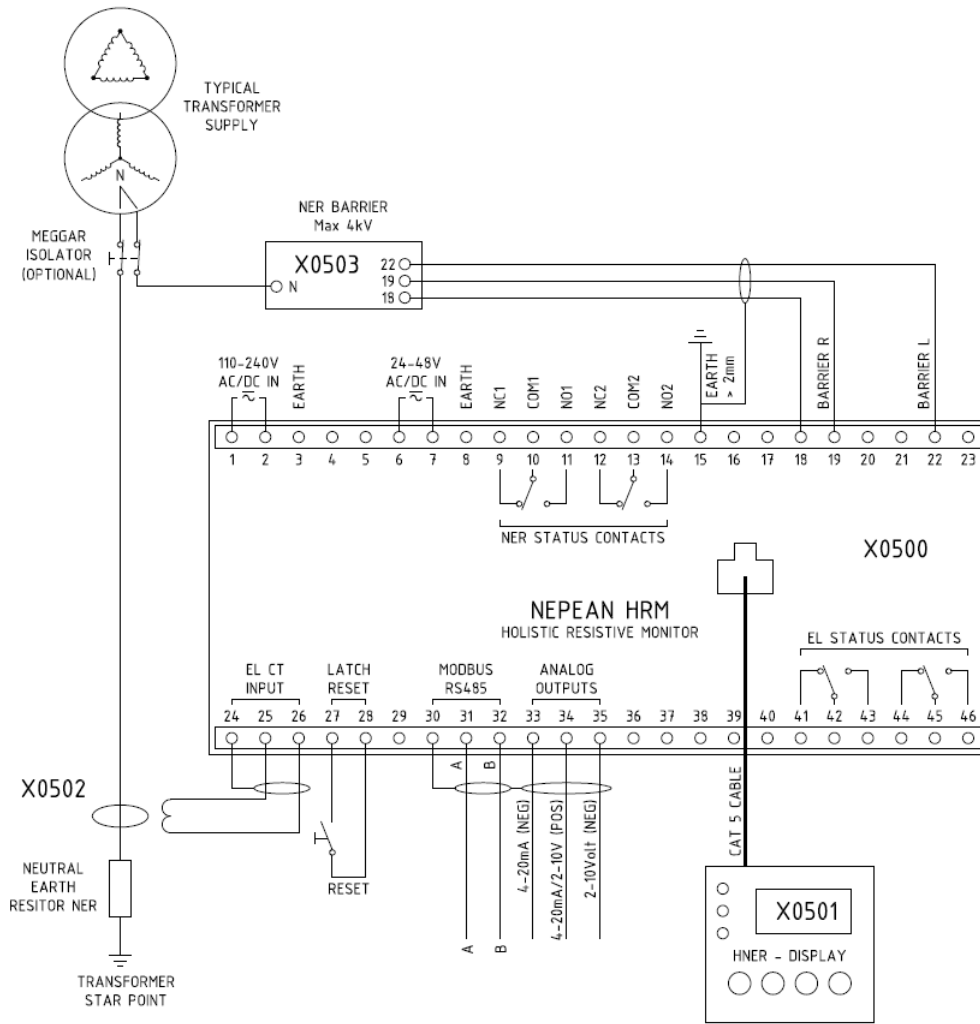 TYPICAL
TRANSFORMER
SUPPLY
N
MEGGAR
ISOLATOR
(OPTIONAL)
NER BARRIER
Max 4kV
X0503
N
22
19
18
110-240V
AC/DC IN
EARTH
24-48V
AC/DC IN
EARTH
NC1
COM1
NO1
NC2
COM2
NO2
EARTH
> 2mm
BARRIER R
BARRIER L
1 2 3 4 5 6 7 8 9 10 11 12 13 14 15 16 17 18 19 20 21 22 23
NER STATUS CONTACTS
X0500
NEPEAN HRM
HOLISTIC RESISTIVE MONITOR
EL STATUS CONTACTS
EL CT
INPUT
LATCH
RESET
MODBUS
RS485
ANALOG
OUTPUTS
24 25 26 27 28 29 30 31 32 33 34 35 36 37 38 39 40 41 42 43 44 45 46
X0502
A
B
RESET
4-20mA (NEG)
4-20mA/2-10V (POS)
2-10Volt (NEG)
A
B
CAT 5 CABLE
NEUTRAL
EARTH
RESITOR NER
TRANSFORMER
STAR POINT
X0501
HNER - DISPLAY